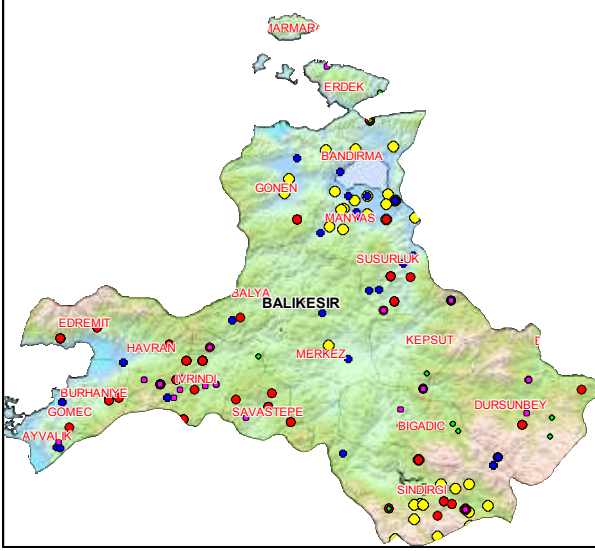 MARMARA
ERDEK
BANDIRMA
GONEN
MANYAS
SUSURLUK
BALYA
BALIKESIR
EDREMIT
HAVRAN
MERKEZ
KEPSUT
IVRINDI
BURHANIYE
GOMEC
SAVASTEPE
DURSUNBEY
BIGADIC
AYVALIK
SINDIRGI